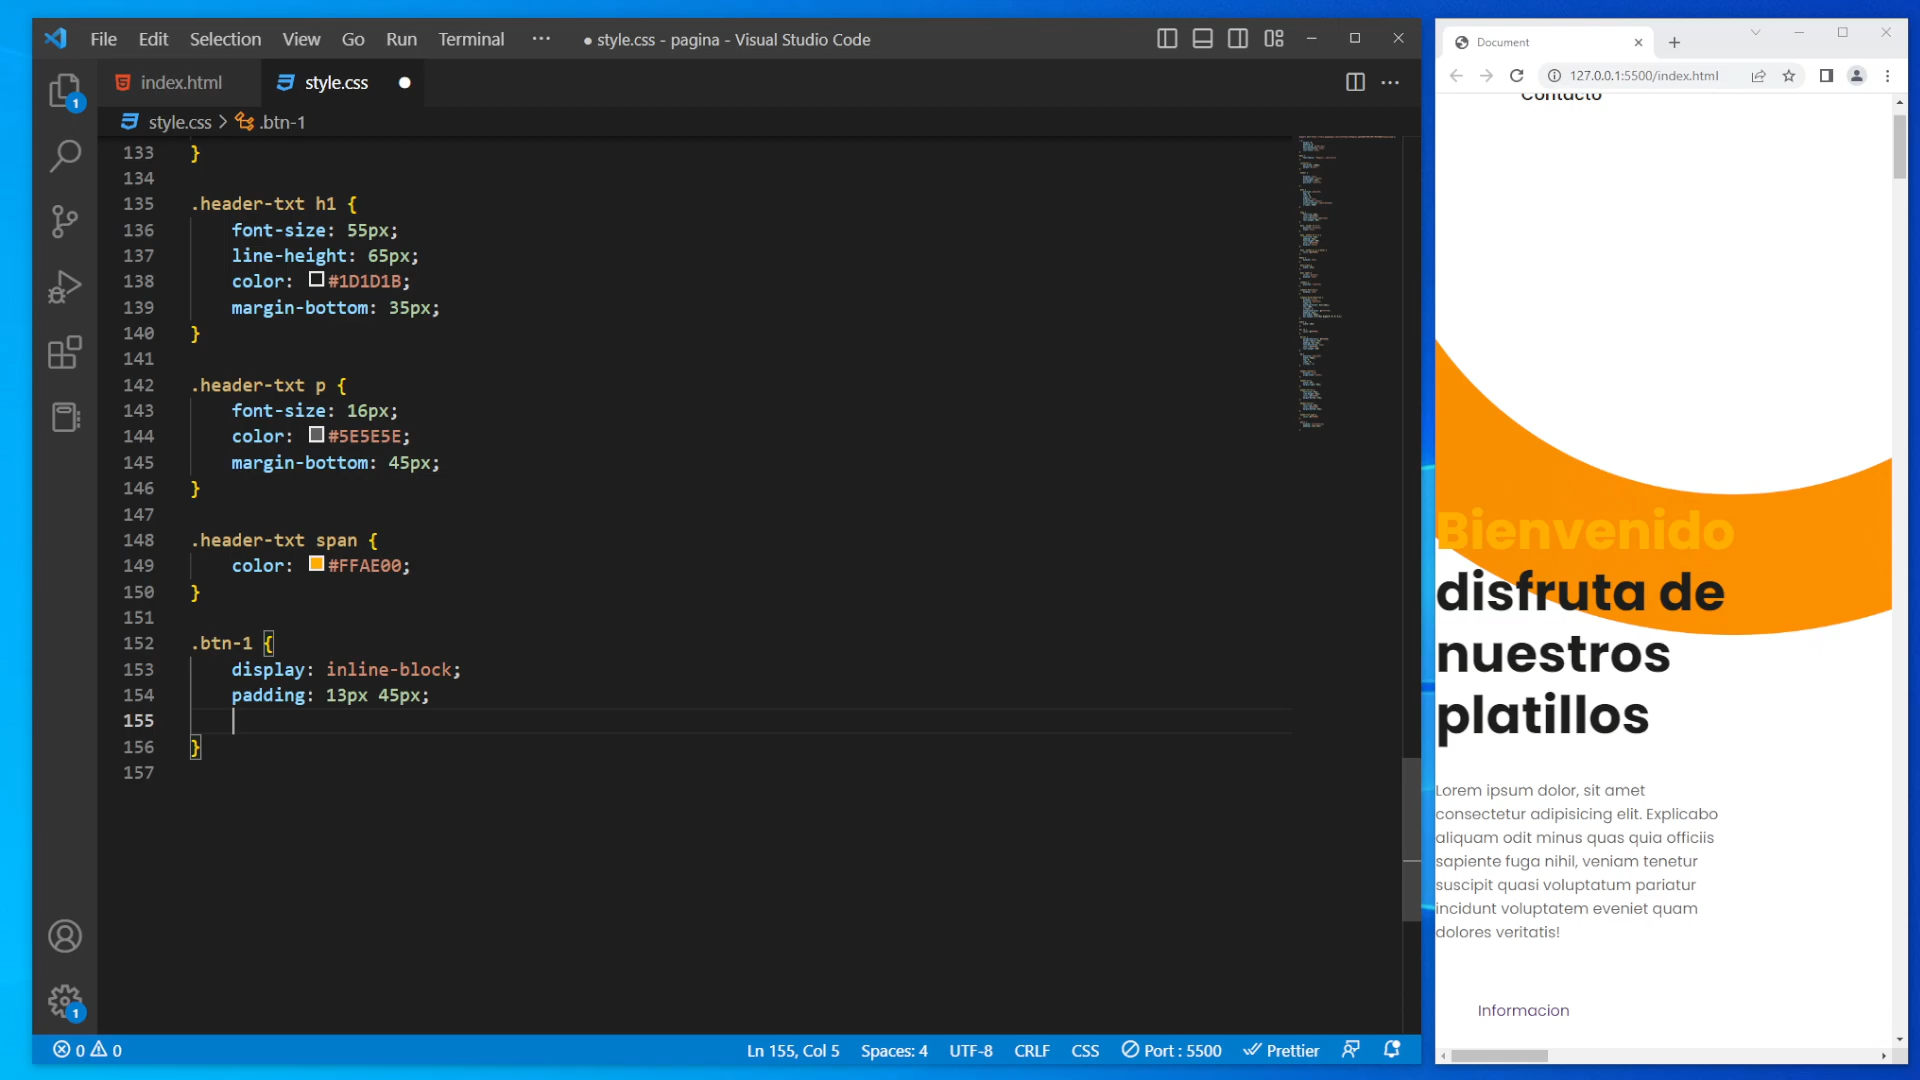 File Edit Selection View Go Run Terminal ··· ● style.css - pagina - Visual Studio Code
index.html style.css
style.css > .btn-1
133 }
134
135 .header-txt h1 {
136 font-size: 55px;
137 line-height: 65px;
138 color: #1D1D1B;
139 margin-bottom: 35px;
140 }
141
142 .header-txt p {
143 font-size: 16px;
144 color: #5E5E5E;
145 margin-bottom: 45px;
146 }
147
148 .header-txt span {
149 color: #FFAE00;
150 }
151
152 .btn-1 {
153 display: inline-block;
154 padding: 13px 45px;
155
156 }
157
1
1
0 0 Ln 155, Col 5 Spaces: 4 UTF-8 CRLF CSS Port : 5500 Prettier
Document
127.0.0.1:5500/index.html
Contacto
Bienvenido
disfruta de
nuestros
platillos
Lorem ipsum dolor, sit amet
consectetur adipisicing elit. Explicabo
aliquam odit minus quas quia officiis
sapiente fuga nihil, veniam tenetur
suscipit quasi voluptatum pariatur
incidunt voluptatem eveniet quam
dolores veritatis!
Informacion